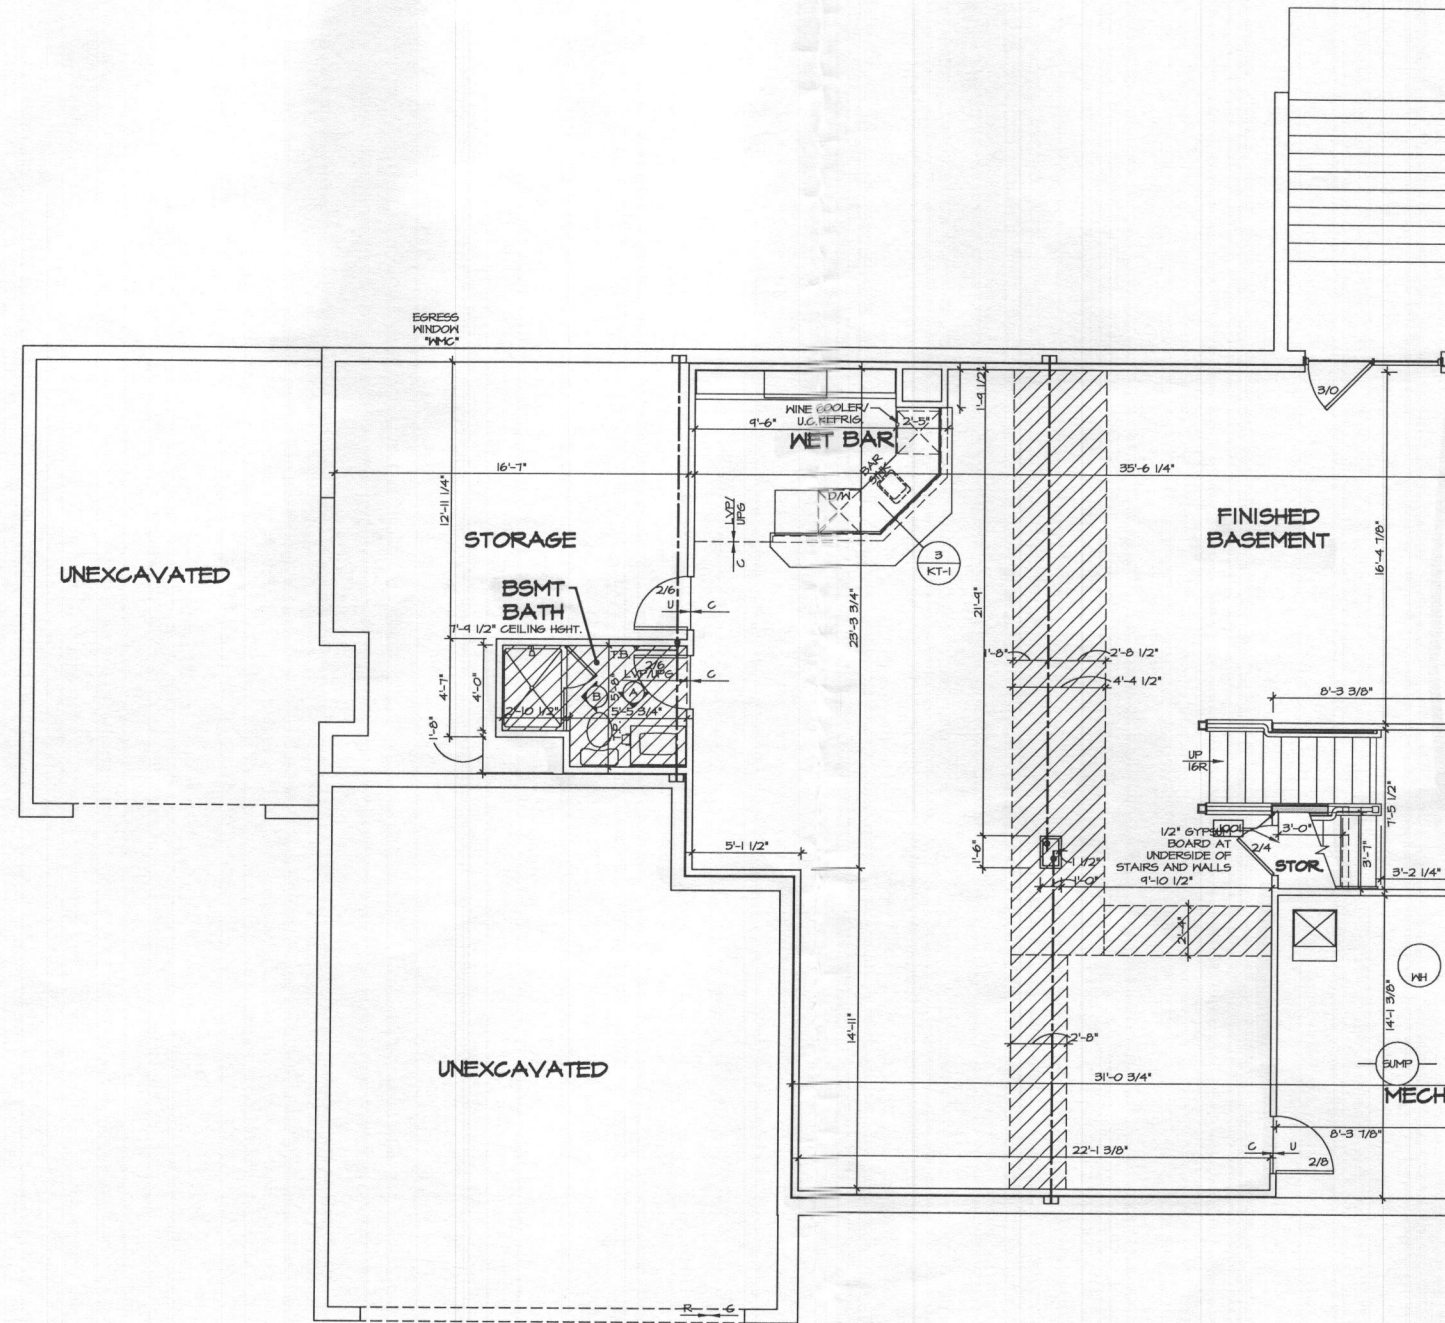 EGRESS
WINDOW
"WMC"
3/0
1'-9 1/2"
WINE COOLER/
U.C. REFRIG.
9'-6"
2'-5"
WET BAR
BAR
SINK
16'-7"
35'-6 1/4"
12'-11 1/4"
D/W
LVP/
UPG
C
STORAGE
FINISHED
BASEMENT
16'-4 7/8"
3
KT-1
UNEXCAVATED
BSMT
BATH
7'-9 1/2" CEILING HGHT.
2/6
U
C
21'-9"
23'-3 3/4"
T.B.
2/6
LVP/UPG
C
1'-8"
2'-8 1/2"
4'-4 1/2"
4'-7"
4'-0"
5'-8"
B
A
2'-10 1/2"
5'-5 3/4"
1'-8"
8'-3 3/8"
UP
16R
7'-5 1/2"
1/2" GYPSUM
BOARD AT
UNDERSIDE OF
STAIRS AND WALLS
1001
3'-0"
2/4
STOR.
3'-7"
3'-2 1/4"
5'-1 1/2"
1'-6"
1 1/2"
1'-0"
9'-10 1/2"
2'-4"
WH
14'-1 3/8"
14'-11"
2'-8"
UNEXCAVATED
31'-0 3/4"
SUMP
MECH
8'-3 7/8"
22'-1 3/8"
C
U
2/8
R
G